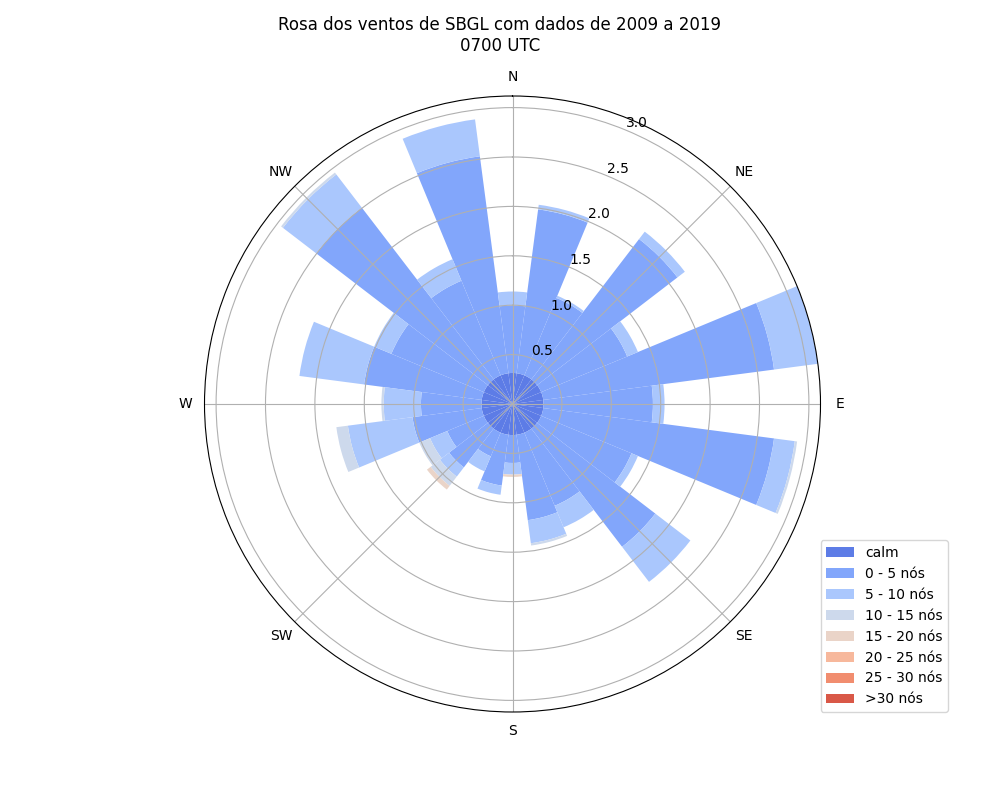 Rosa dos ventos de SBGL com dados de 2009 a 2019
0700 UTC
N
NW
NE
3.0
2.5
2.0
1.5
1.0
0.5
W
E
SW
SE
S
calm
0 - 5 nós
5 - 10 nós
10 - 15 nós
15 - 20 nós
20 - 25 nós
25 - 30 nós
>30 nós